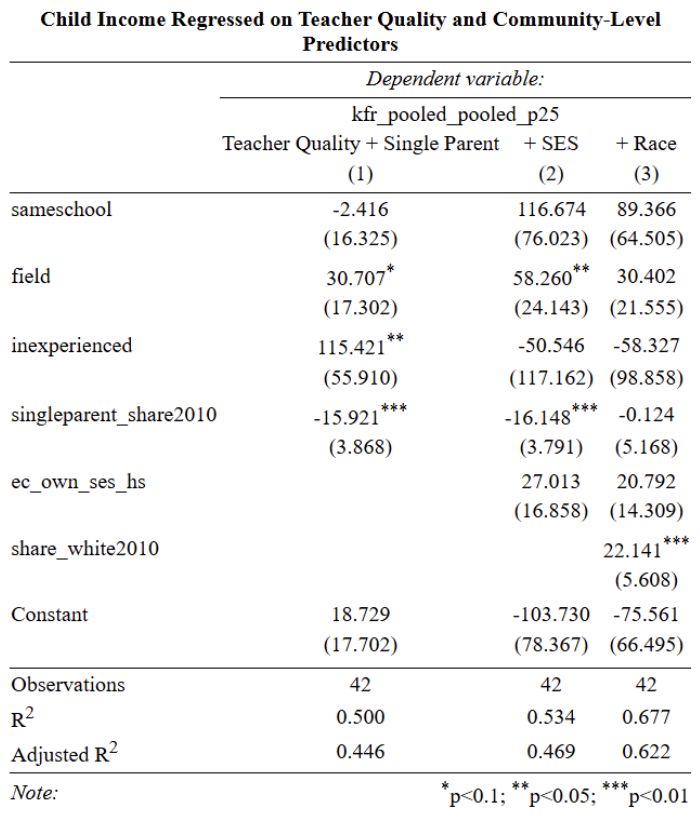 Child Income Regressed on Teacher Quality and Community-Level
Predictors
Dependent variable:
kfr_pooled_pooled_p25
Teacher Quality + Single Parent + SES + Race
(1) (2) (3)
sameschool -2.416 116.674 89.366
(16.325) (76.023) (64.505)
field 30.707* 58.260** 30.402
(17.302) (24.143) (21.555)
inexperienced 115.421** -50.546 -58.327
(55.910) (117.162) (98.858)
singleparent_share2010 -15.921*** -16.148*** -0.124
(3.868) (3.791) (5.168)
ec_own_ses_hs 27.013 20.792
(16.858) (14.309)
share_white2010 22.141***
(5.608)
Constant 18.729 -103.730 -75.561
(17.702) (78.367) (66.495)
Observations 42 42 42
R2 0.500 0.534 0.677
Adjusted R2 0.446 0.469 0.622
Note: *p<0.1; **p<0.05; ***p<0.01